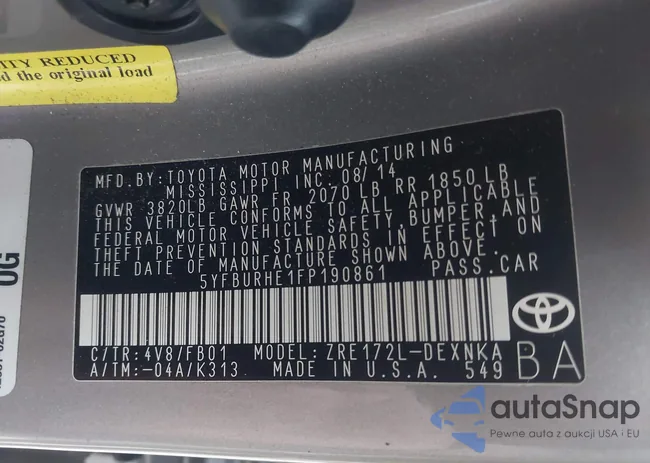 ITY REDUCED
d the original load
MFD.BY:TOYOTA MOTOR MANUFACTURING
MISSISSIPPI INC. 08/14
GVWR 3820LB GAWR FR 2070 LB RR 1850 LB
THIS VEHICLE CONFORMS TO ALL APPLICABLE
FEDERAL MOTOR VEHICLE SAFETY, BUMPER, AND
THEFT PREVENTION STANDARDS IN EFFECT ON
THE DATE OF MANUFACTURE SHOWN ABOVE.
5YFBURHE1FP190861 PASS.CAR
C/TR:4V8/FB01 MODEL:ZRE172L-DEXNKA
A/TM:-04A/K313 MADE IN U.S.A. 549
BA
OG
autaSnap
Pewne auta z aukcji USA i EU